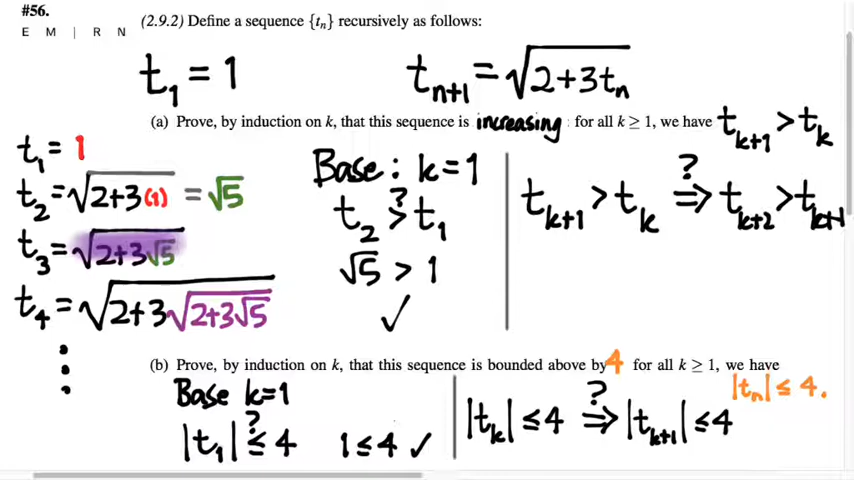 #56.
E M | R N
(2.9.2) Define a sequence {tₙ} recursively as follows:
t₁ = 1
tₙ₊₁ = √(2+3tₙ)
(a) Prove, by induction on k, that this sequence is increasing for all k ≥ 1, we have tₖ₊₁ > tₖ
t₁ = 1
t₂ = √(2+3(1)) = √5
t₃ = √(2+3√5)
t₄ = √(2+3√(2+3√5))
⋮
Base: k=1
t₂ >? t₁
√5 > 1
✓
tₖ₊₁ > tₖ ?⇒ tₖ₊₂ > tₖ₊₁
(b) Prove, by induction on k, that this sequence is bounded above by 4 for all k ≥ 1, we have
|tₙ| ≤ 4.
Base k=1
|t₁| ≤? 4 1 ≤ 4 ✓
|tₖ| ≤ 4 ?⇒ |tₖ₊₁| ≤ 4